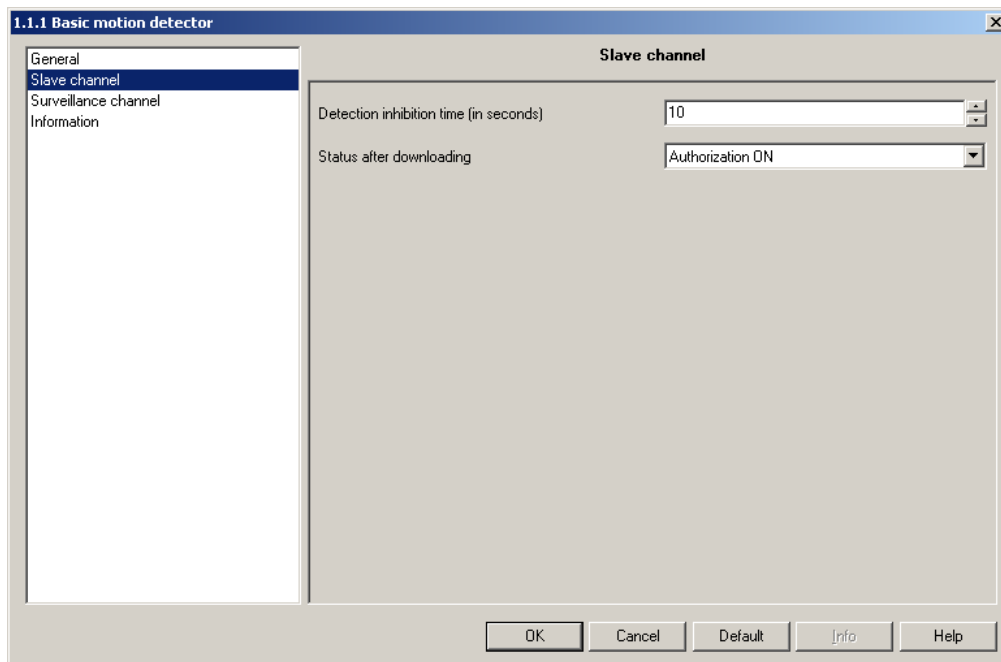 1.1.1 Basic motion detector
General
Slave channel
Surveillance channel
Information
Slave channel
Detection inhibition time (in seconds)
10
Status after downloading
Authorization ON
OK
Cancel
Default
Info
Help